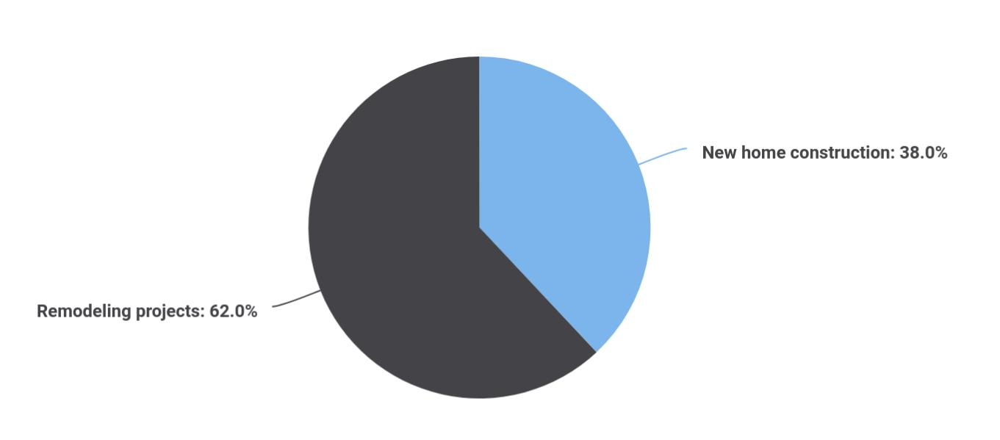 New home construction: 38.0%
Remodeling projects: 62.0%